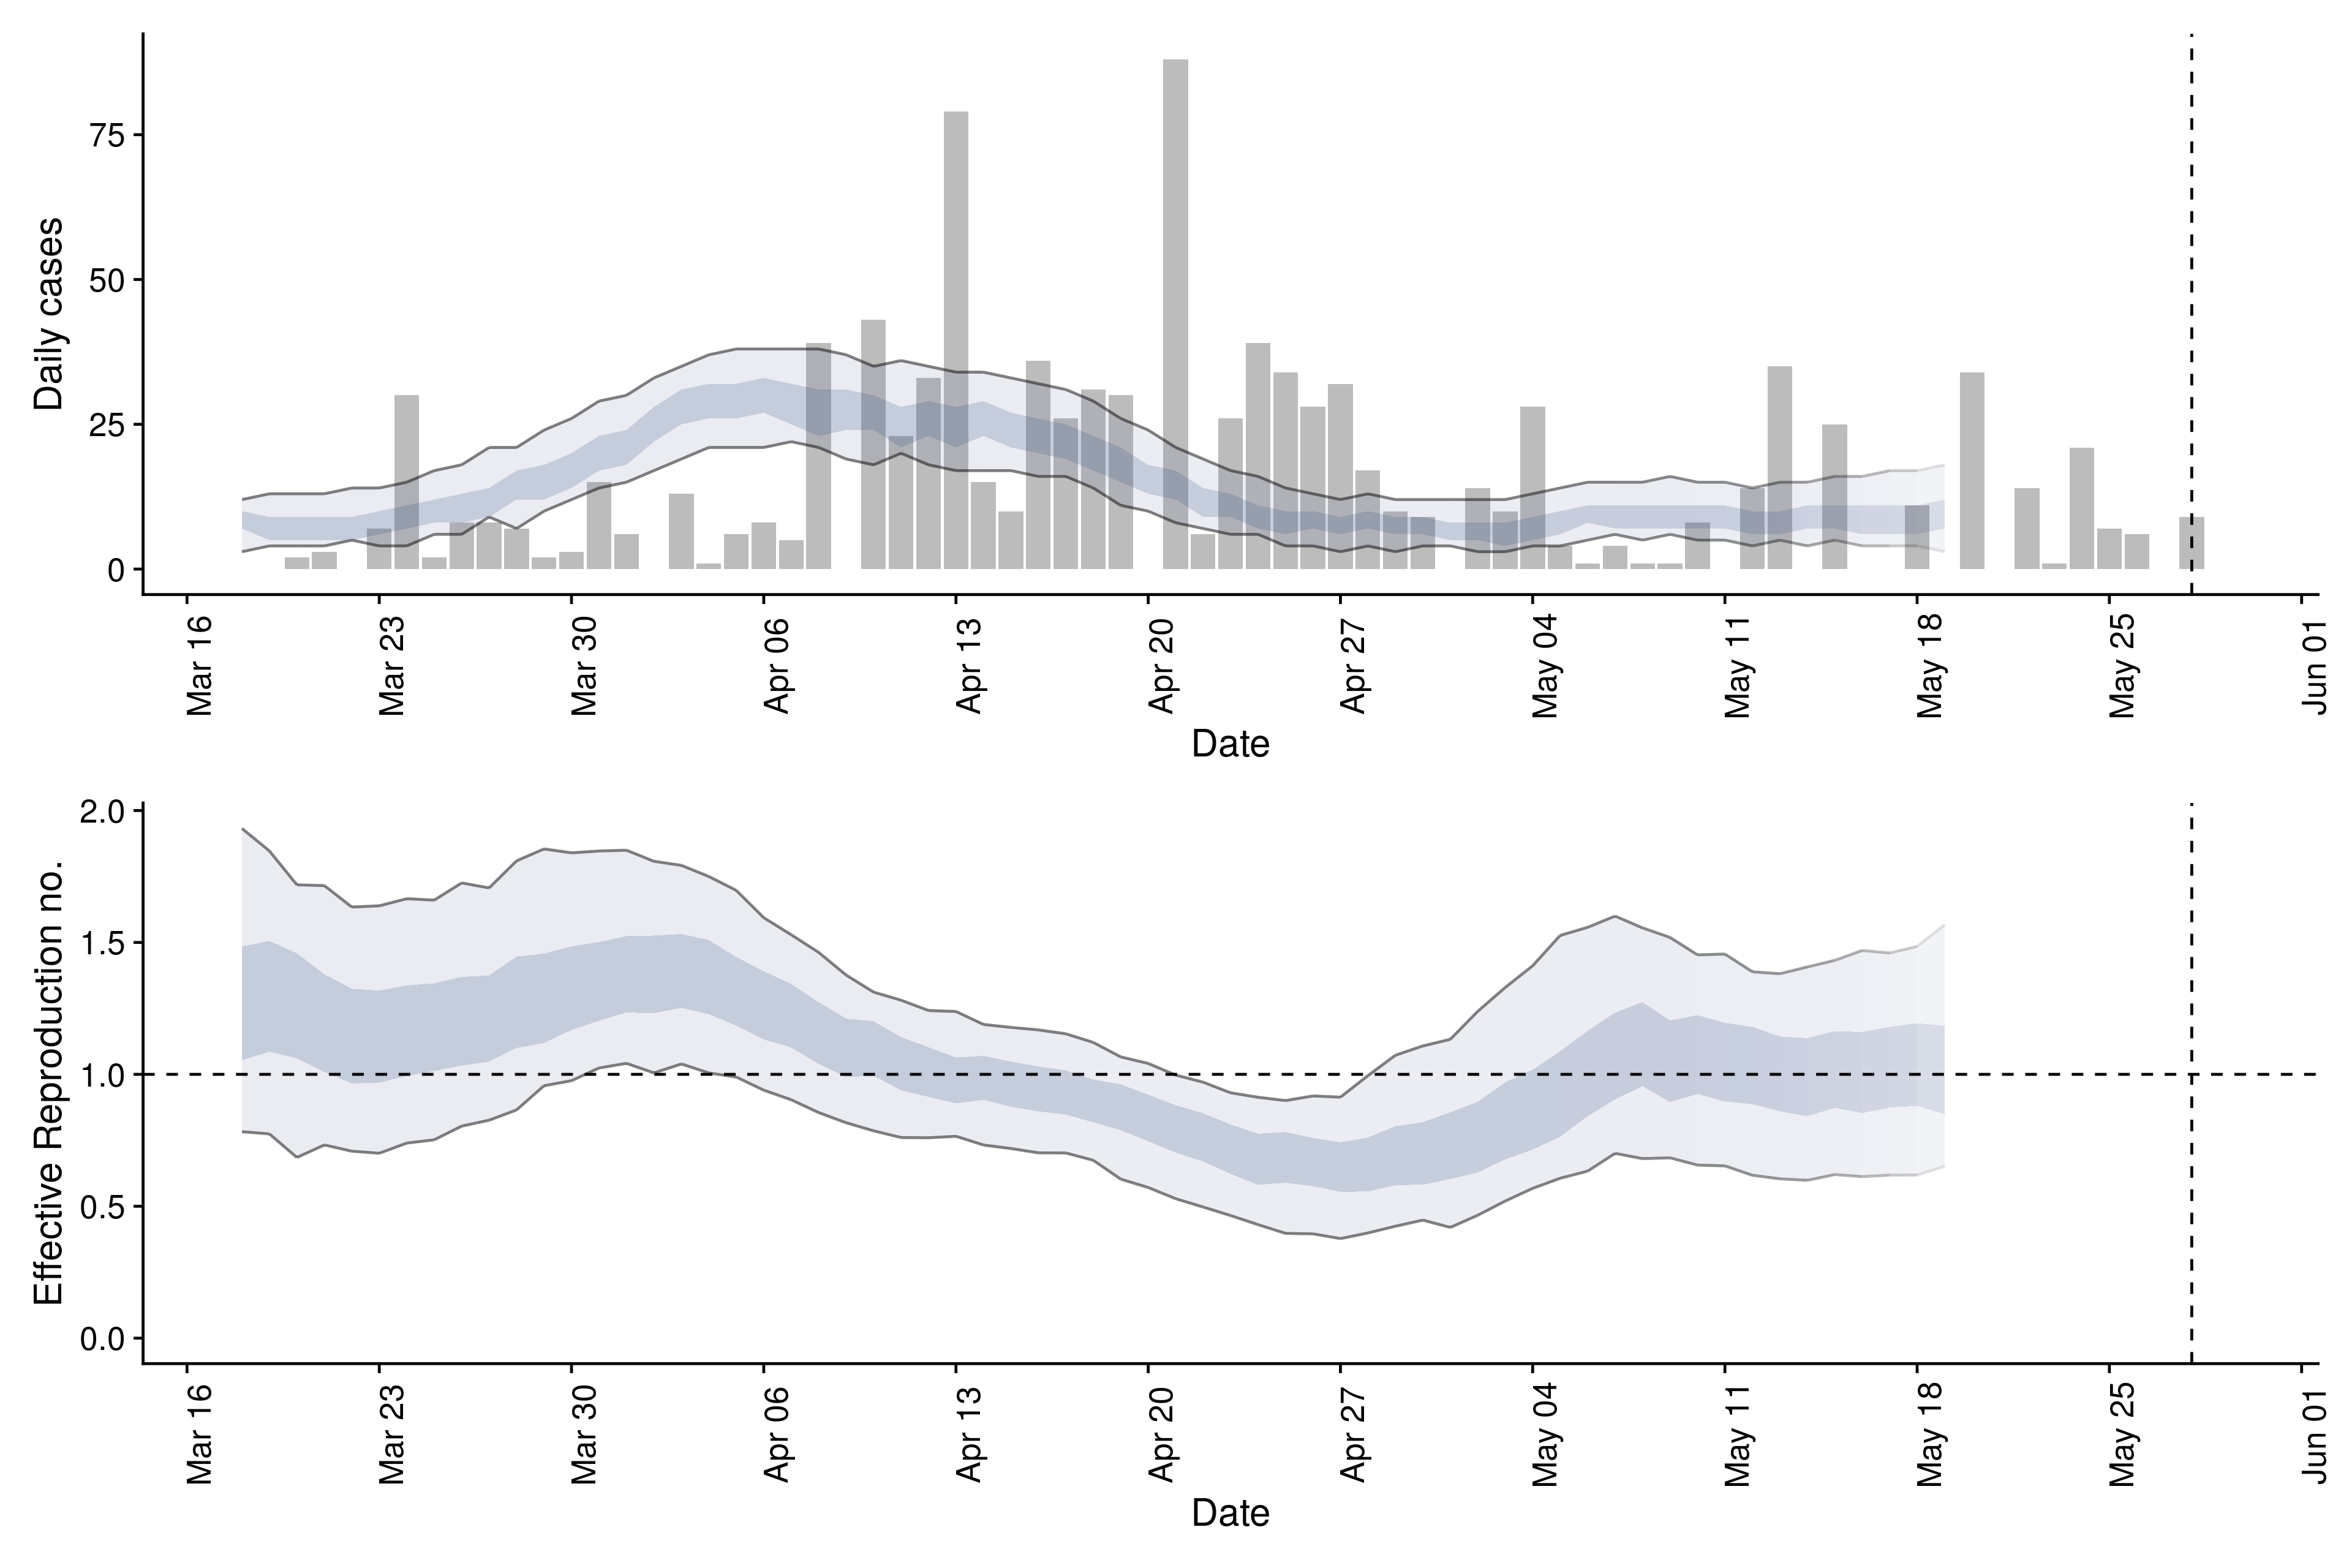 Daily cases
75
50
25
0
Mar 16
Mar 23
Mar 30
Apr 06
Apr 13
Apr 20
Apr 27
May 04
May 11
May 18
May 25
Jun 01
Date
Effective Reproduction no.
2.0
1.5
1.0
0.5
0.0
Mar 16
Mar 23
Mar 30
Apr 06
Apr 13
Apr 20
Apr 27
May 04
May 11
May 18
May 25
Jun 01
Date